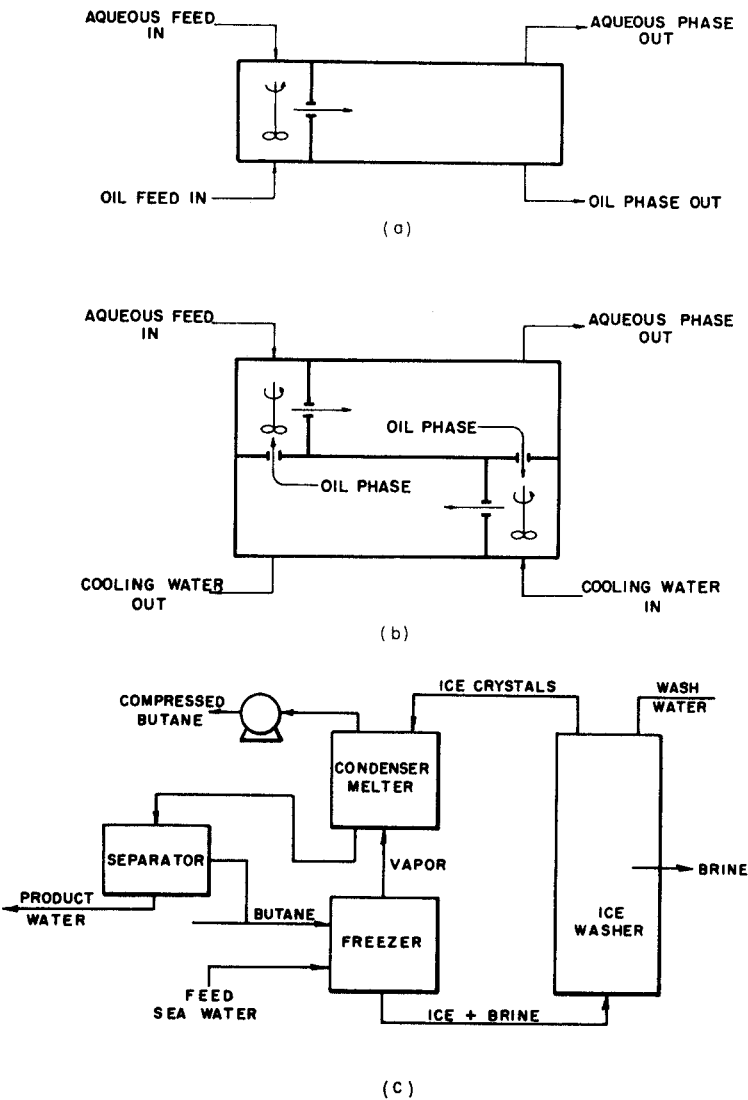 AQUEOUS FEED
IN
AQUEOUS PHASE
OUT
OIL FEED IN
OIL PHASE OUT
(a)
AQUEOUS FEED
IN
AQUEOUS PHASE
OUT
OIL PHASE
OIL PHASE
COOLING WATER
OUT
COOLING WATER
IN
(b)
ICE CRYSTALS
WASH
WATER
COMPRESSED
BUTANE
CONDENSER
MELTER
SEPARATOR
VAPOR
BRINE
PRODUCT
WATER
BUTANE
FREEZER
ICE
WASHER
FEED
SEA WATER
ICE + BRINE
(c)